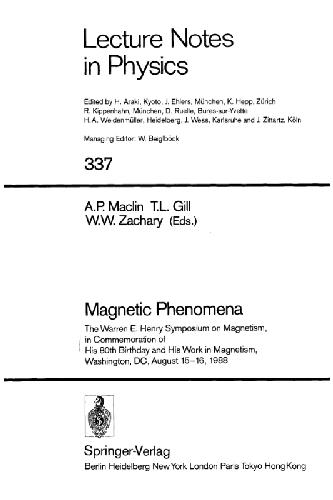 Lecture Notes
in Physics
Edited by H. Araki, Kyoto, J. Ehlers, München, K. Hepp, Zürich
R. Kippenhahn, München, D. Ruelle, Bures-sur-Yvette
H.A. Weidenmüller, Heidelberg, J. Wess, Karlsruhe and J. Zittartz, Köln
Managing Editor: W. Beiglböck
337
A.P. Maclin T.L. Gill
W.W. Zachary (Eds.)
Magnetic Phenomena
The Warren E. Henry Symposium on Magnetism,
in Commemoration of
His 80th Birthday and His Work in Magnetism,
Washington, DC, August 15–16, 1988
Springer-Verlag
Berlin Heidelberg New York London Paris Tokyo Hong Kong